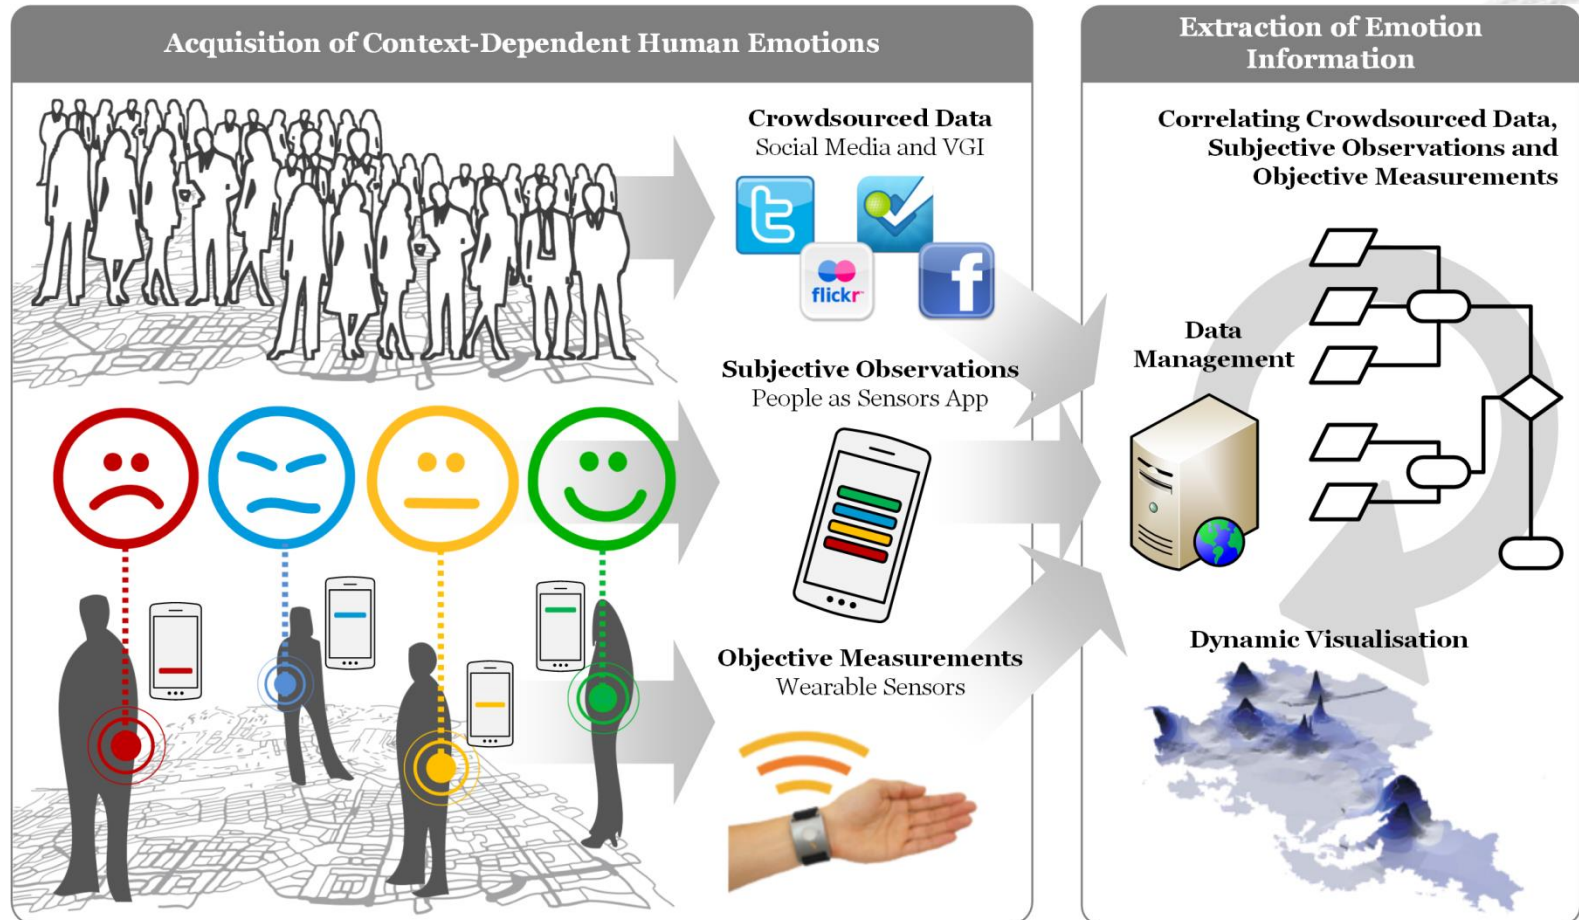 Acquisition of Context-Dependent Human Emotions
Crowdsourced Data
Social Media and VGI
flickr
Subjective Observations
People as Sensors App
Objective Measurements
Wearable Sensors
Extraction of Emotion
Information
Correlating Crowdsourced Data,
Subjective Observations and
Objective Measurements
Data
Management
Dynamic Visualisation